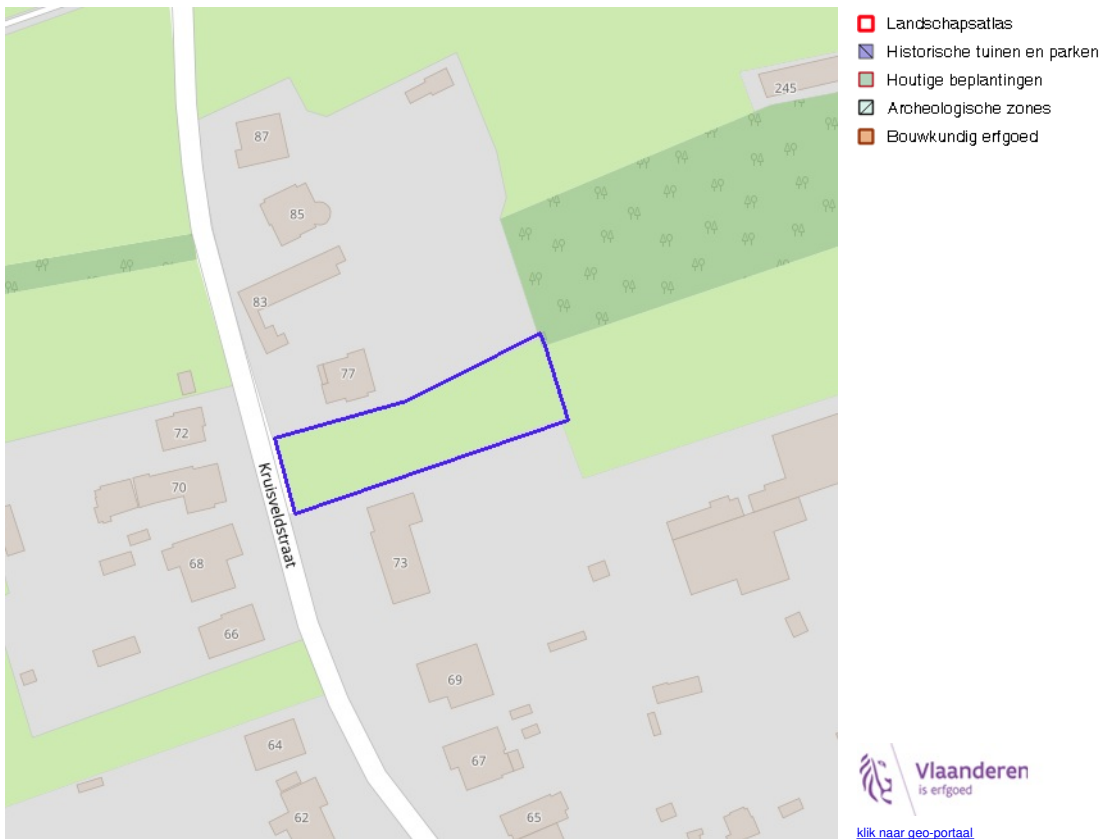 Landschapsatlas
Historische tuinen en parken
Houtige beplantingen
Archeologische zones
Bouwkundig erfgoed
245
87
85
83
77
72
70
Kruisveldstraat
68
73
66
69
64
67
62
65
Vlaanderen
is erfgoed
klik naar geo-portaal